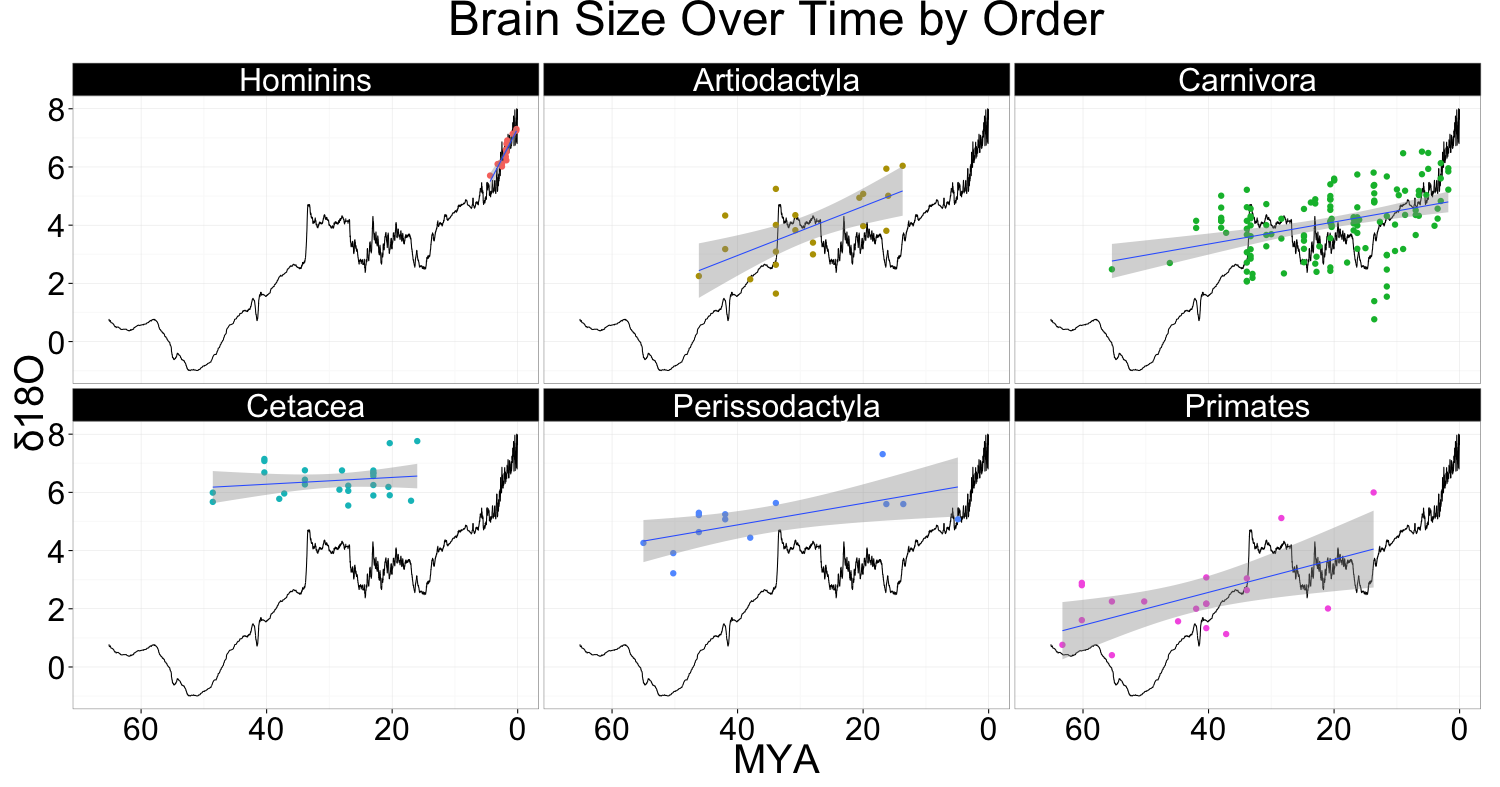 Brain Size Over Time by Order
Hominins Artiodactyla Carnivora
8
6
4
2
0
Cetacea Perissodactyla Primates
8
6
4
2
0
δ18O
60 40 20 0 60 40 20 0 60 40 20 0
MYA